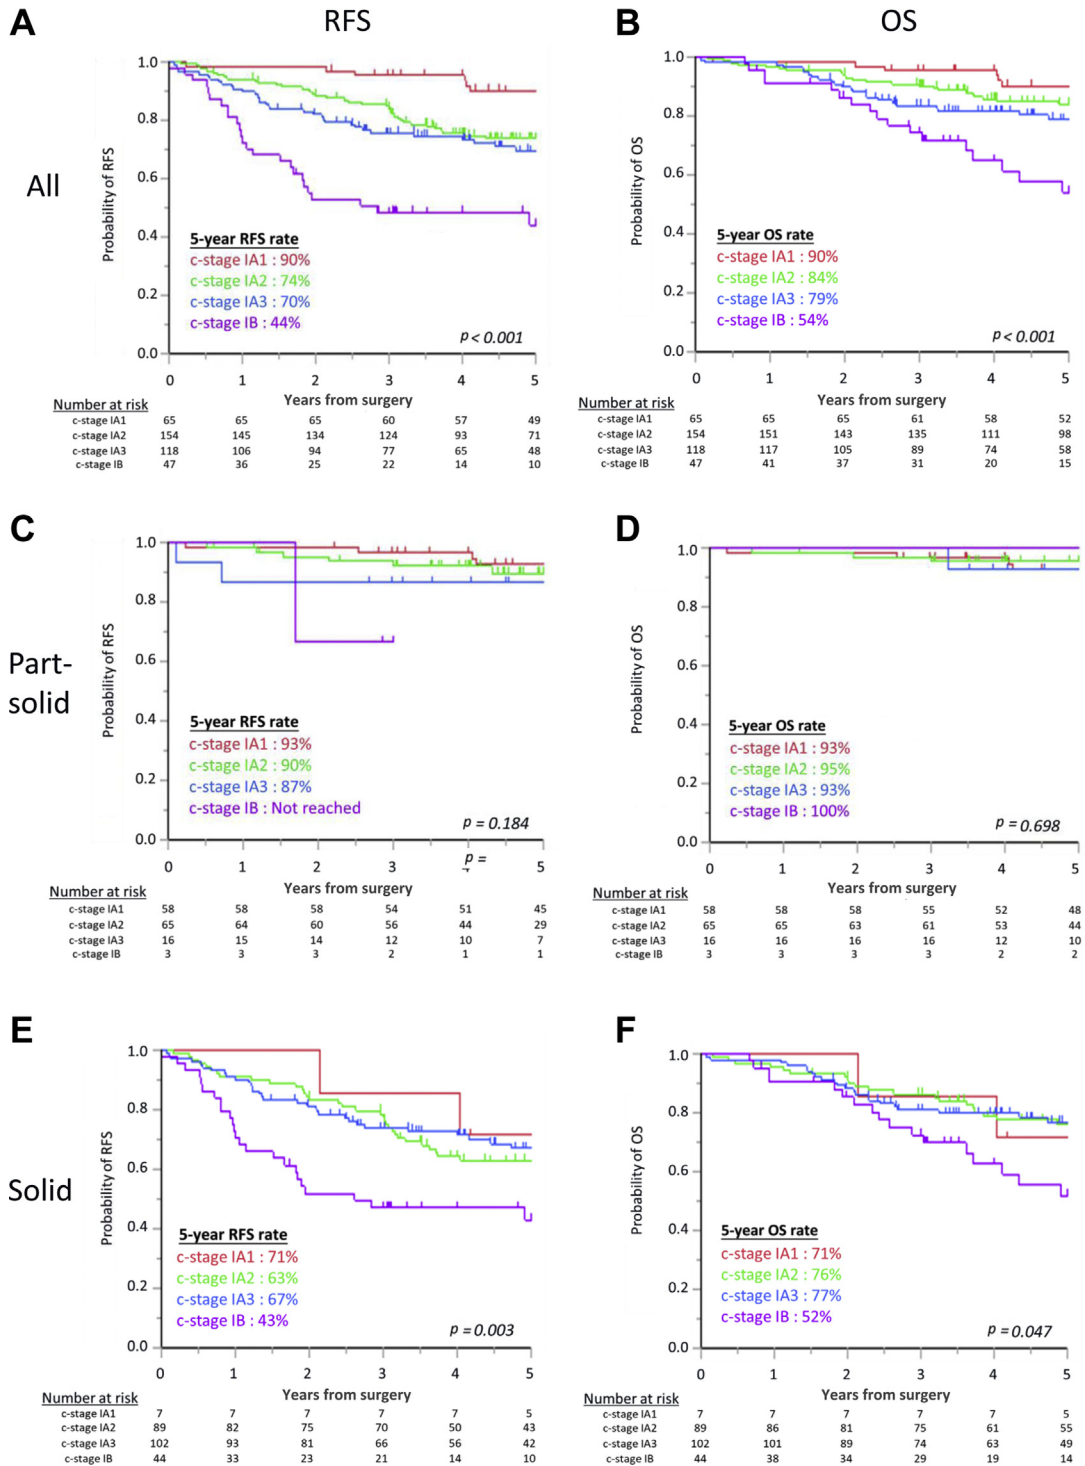 A RFS B OS
All
Probability of RFS
1.0
0.8
0.6
0.4
0.2
0.0
5-year RFS rate
c-stage IA1 : 90%
c-stage IA2 : 74%
c-stage IA3 : 70%
c-stage IB : 44%
p < 0.001
0 1 2 3 4 5
Years from surgery
Number at risk
c-stage IA1 65 65 65 60 57 49
c-stage IA2 154 145 134 124 93 71
c-stage IA3 118 106 94 77 65 48
c-stage IB 47 36 25 22 14 10
Probability of OS
1.0
0.8
0.6
0.4
0.2
0.0
5-year OS rate
c-stage IA1 : 90%
c-stage IA2 : 84%
c-stage IA3 : 79%
c-stage IB : 54%
p < 0.001
0 1 2 3 4 5
Years from surgery
Number at risk
c-stage IA1 65 65 65 61 58 52
c-stage IA2 154 151 143 135 111 98
c-stage IA3 118 117 105 89 74 58
c-stage IB 47 41 37 31 20 15
C D
Part-
solid
Probability of RFS
1.0
0.8
0.6
0.4
0.2
0.0
5-year RFS rate
c-stage IA1 : 93%
c-stage IA2 : 90%
c-stage IA3 : 87%
c-stage IB : Not reached
p = 0.184
p =
0 1 2 3 5
Years from surgery
Number at risk
c-stage IA1 58 58 58 54 51 45
c-stage IA2 65 64 60 56 44 29
c-stage IA3 16 15 14 12 10 7
c-stage IB 3 3 3 2 1 1
Probability of OS
1.0
0.8
0.6
0.4
0.2
0.0
5-year OS rate
c-stage IA1 : 93%
c-stage IA2 : 95%
c-stage IA3 : 93%
c-stage IB : 100%
p = 0.698
0 1 2 3 4 5
Years from surgery
Number at risk
c-stage IA1 58 58 58 55 52 48
c-stage IA2 65 65 63 61 53 44
c-stage IA3 16 16 16 16 12 10
c-stage IB 3 3 3 3 2 2
E F
Solid
Probability of RFS
1.0
0.8
0.6
0.4
0.2
0.0
5-year RFS rate
c-stage IA1 : 71%
c-stage IA2 : 63%
c-stage IA3 : 67%
c-stage IB : 43%
p = 0.003
0 1 2 3 4 5
Years from surgery
Number at risk
c-stage IA1 7 7 7 7 7 5
c-stage IA2 89 82 75 70 50 43
c-stage IA3 102 93 81 66 56 42
c-stage IB 44 33 23 21 14 10
Probability of OS
1.0
0.8
0.6
0.4
0.2
0.0
5-year OS rate
c-stage IA1 : 71%
c-stage IA2 : 76%
c-stage IA3 : 77%
c-stage IB : 52%
p = 0.047
0 1 2 3 4 5
Years from surgery
Number at risk
c-stage IA1 7 7 7 7 7 5
c-stage IA2 89 86 81 75 61 55
c-stage IA3 102 101 89 74 63 49
c-stage IB 44 38 34 29 19 14